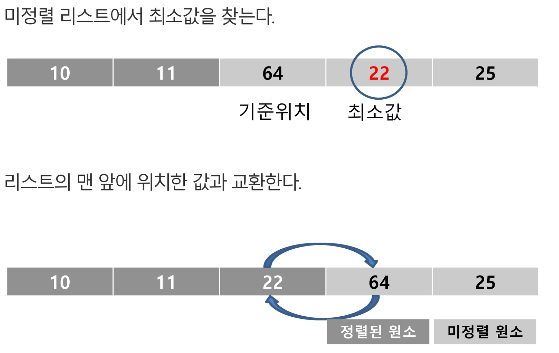 미정렬 리스트에서 최소값을 찾는다.
10 11 64 22 25
기준위치 최소값
리스트의 맨 앞에 위치한 값과 교환한다.
10 11 22 64 25
정렬된 원소 미정렬 원소